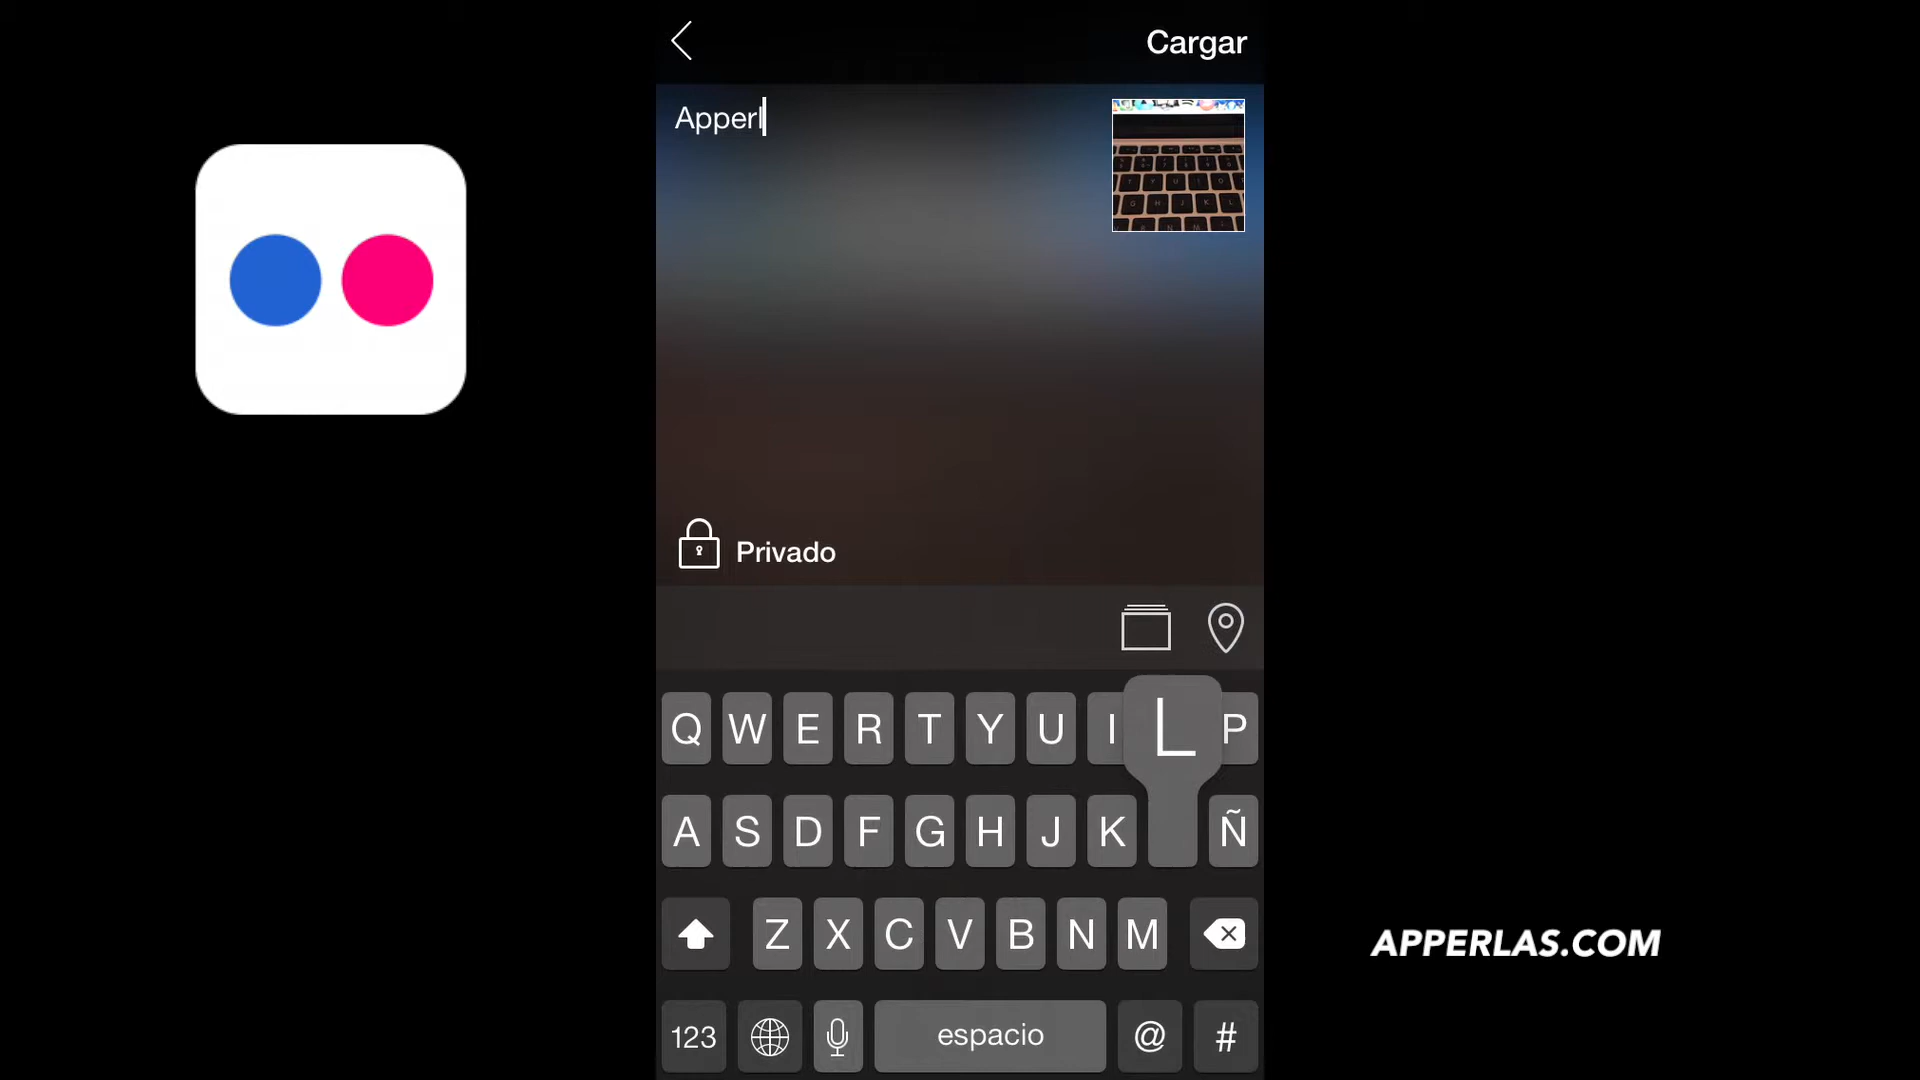 Cargar
Apperl
Privado
Q W E R T Y U I L P
A S D F G H J K Ñ
Z X C V B N M
123 espacio @ #
APPERLAS.COM